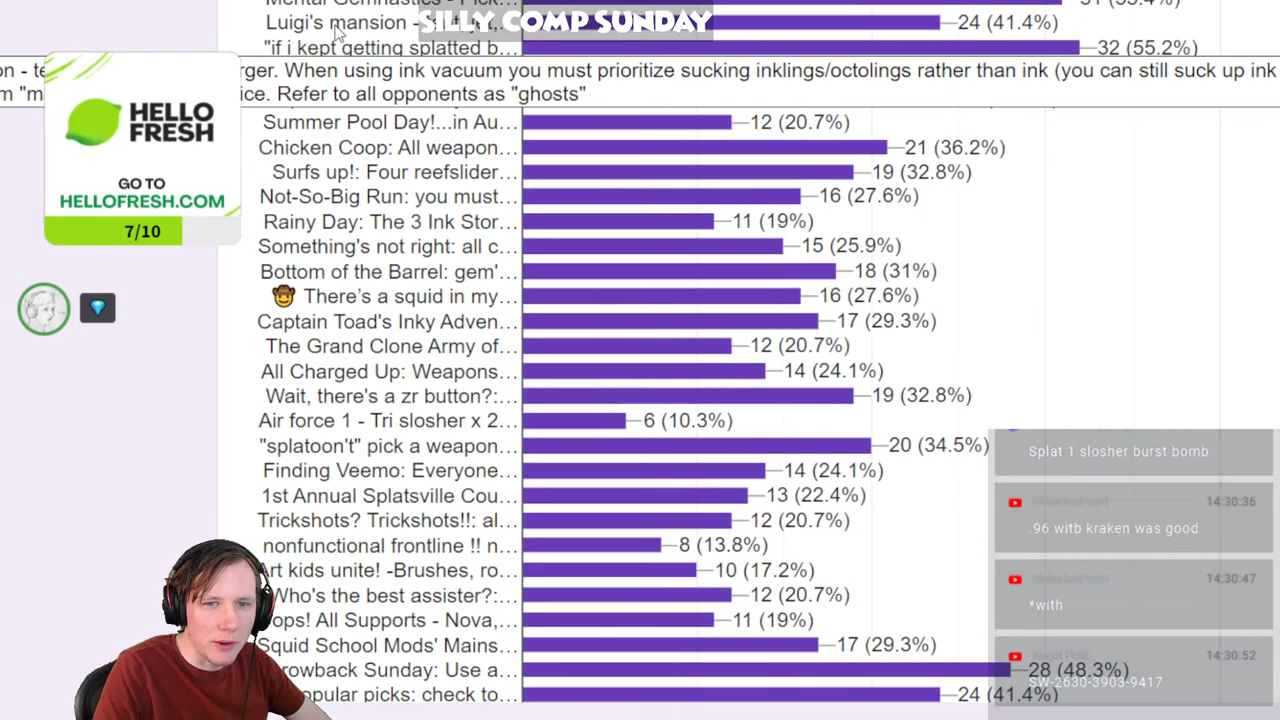 SILLY COMP SUNDAY
Luigi's mansion -
24 (41.4%)
"if i kept getting splatted b...
32 (55.2%)
rger. When using ink vacuum you must prioritize sucking inklings/octolings rather than ink (you can still suck up ink
ice. Refer to all opponents as "ghosts"
HELLO
FRESH
GO TO
HELLOFRESH.COM
7/10
Summer Pool Day!...in Au... 12 (20.7%)
Chicken Coop: All weapon... 21 (36.2%)
Surfs up!: Four reefslider... 19 (32.8%)
Not-So-Big Run: you must... 16 (27.6%)
Rainy Day: The 3 Ink Stor... 11 (19%)
Something's not right: all c... 15 (25.9%)
Bottom of the Barrel: gem'... 18 (31%)
🤠 There's a squid in my... 16 (27.6%)
Captain Toad's Inky Adven... 17 (29.3%)
The Grand Clone Army of... 12 (20.7%)
All Charged Up: Weapons... 14 (24.1%)
Wait, there's a zr button?:... 19 (32.8%)
Air force 1 - Tri slosher x 2... 6 (10.3%)
"splatoon't" pick a weapon... 20 (34.5%)
Finding Veemo: Everyone... 14 (24.1%)
1st Annual Splatsville Cou... 13 (22.4%)
Trickshots? Trickshots!!: al... 12 (20.7%)
nonfunctional frontline !! n... 8 (13.8%)
Art kids unite! -Brushes, ro... 10 (17.2%)
Who's the best assister?:... 12 (20.7%)
ops! All Supports - Nova,... 11 (19%)
Squid School Mods' Mains... 17 (29.3%)
rowback Sunday: Use a... 28 (48.3%)
opular picks: check to... 24 (41.4%)
Splat 1 slosher burst bomb
14:30:36
.96 witb kraken was good
14:30:47
*with
14:30:52
SW-2630-3903-9417